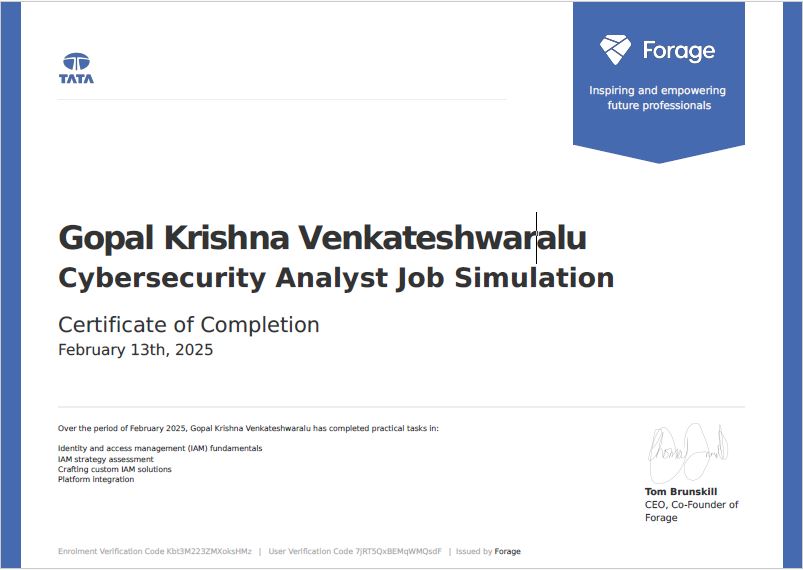 TATA
Forage
Inspiring and empowering
future professionals
Gopal Krishna Venkateshwaralu
Cybersecurity Analyst Job Simulation
Certificate of Completion
February 13th, 2025
Over the period of February 2025, Gopal Krishna Venkateshwaralu has completed practical tasks in:
Identity and access management (IAM) fundamentals
IAM strategy assessment
Crafting custom IAM solutions
Platform integration
Tom Brunskill
CEO, Co-Founder of
Forage
Enrolment Verification Code Kbt3M223ZMXoksHMz | User Verification Code 7jRT5QxBEMqWMQsdF | Issued by Forage